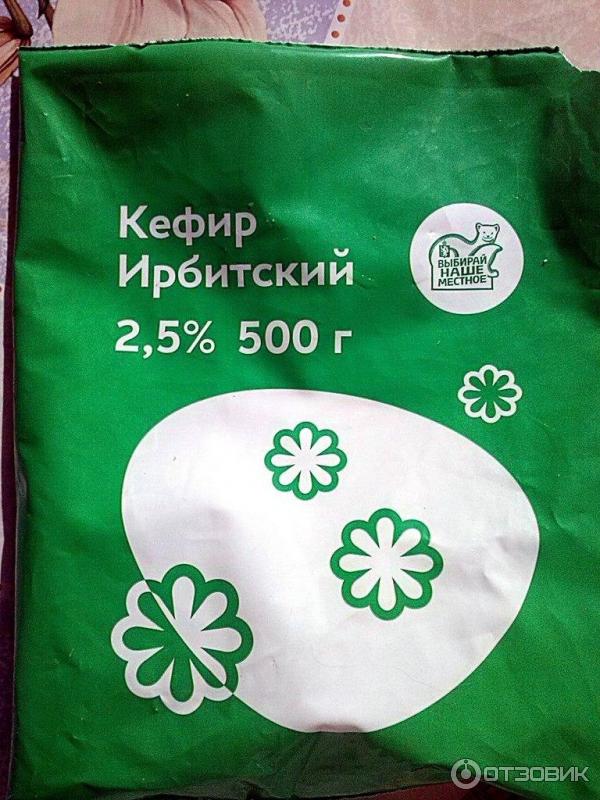 Кефир
Ирбитский
2,5% 500 г
ВЫБИРАЙ
НАШЕ
МЕСТНОЕ
ОТЗОВИК